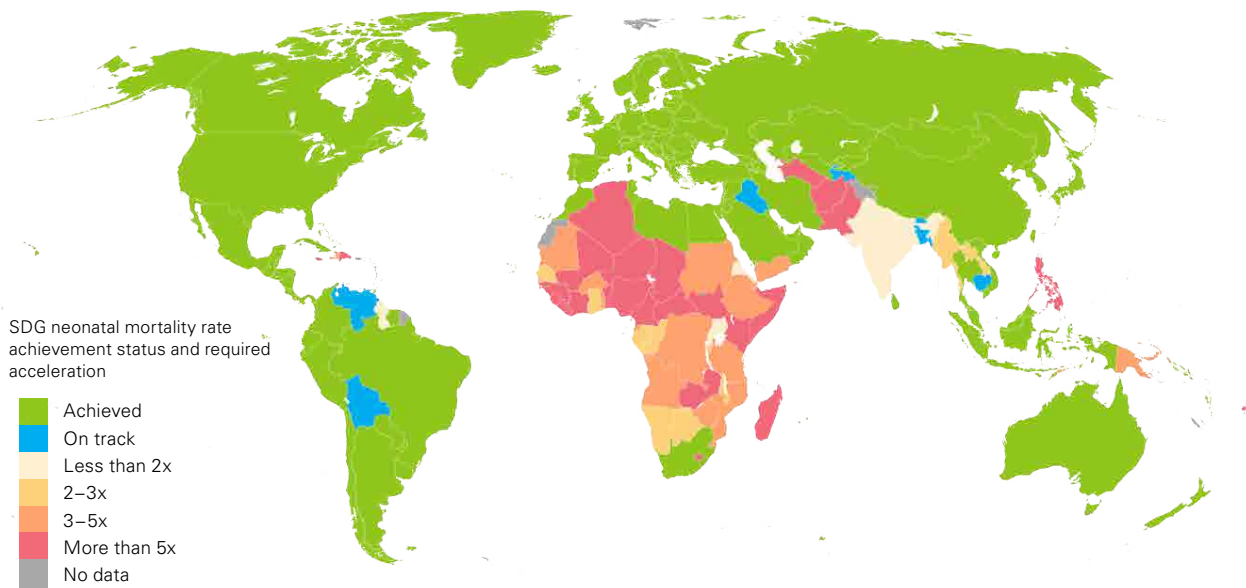 SDG neonatal mortality rate
achievement status and required
acceleration
Achieved
On track
Less than 2x
2–3x
3–5x
More than 5x
No data